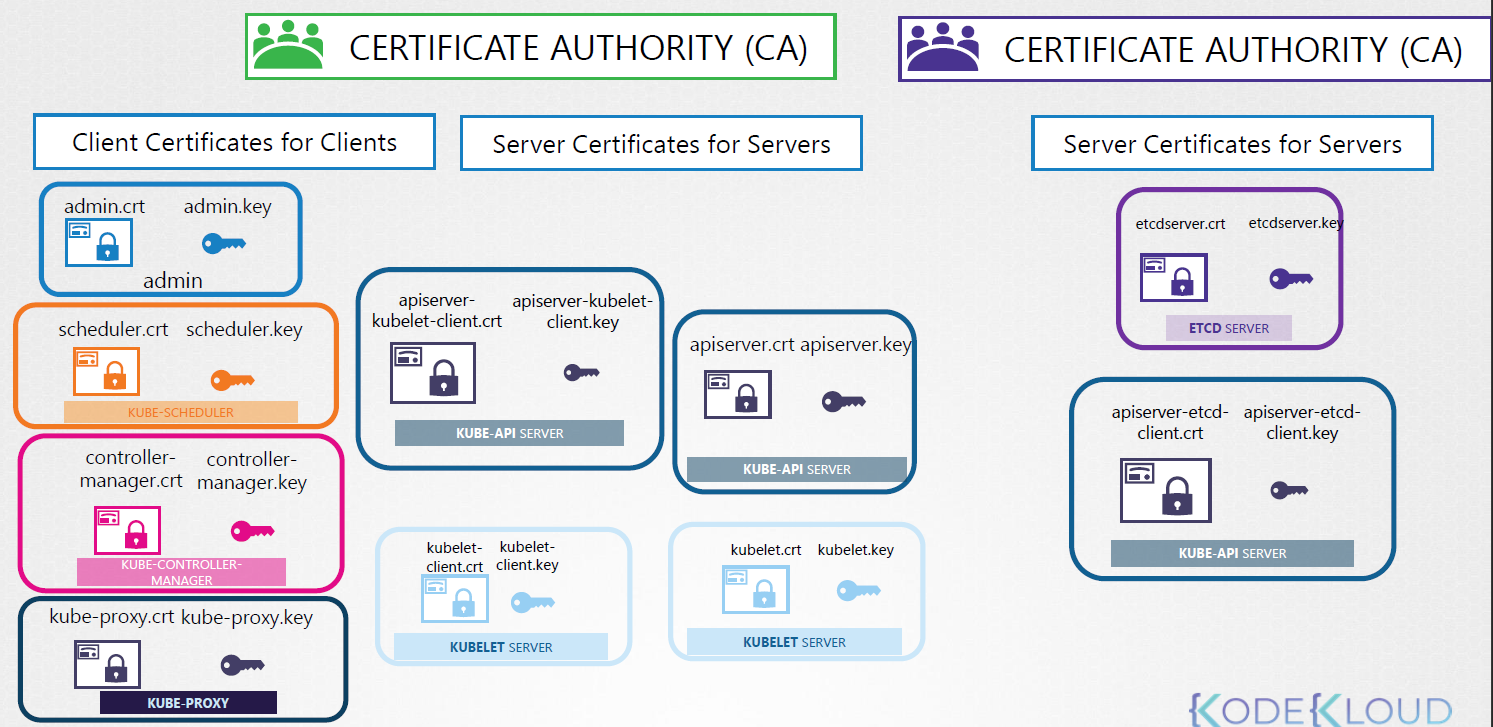 CERTIFICATE AUTHORITY (CA)
CERTIFICATE AUTHORITY (CA)
Client Certificates for Clients
Server Certificates for Servers
Server Certificates for Servers
admin.crt
admin.key
admin
scheduler.crt
scheduler.key
KUBE-SCHEDULER
controller-
manager.crt
controller-
manager.key
KUBE-CONTROLLER-
MANAGER
kube-proxy.crt
kube-proxy.key
KUBE-PROXY
apiserver-
kubelet-client.crt
apiserver-kubelet-
client.key
KUBE-API SERVER
apiserver.crt
apiserver.key
KUBE-API SERVER
kubelet-
client.crt
kubelet-
client.key
KUBELET SERVER
kubelet.crt
kubelet.key
KUBELET SERVER
etcdserver.crt
etcdserver.key
ETCD SERVER
apiserver-etcd-
client.crt
apiserver-etcd-
client.key
KUBE-API SERVER
KODEKLOUD